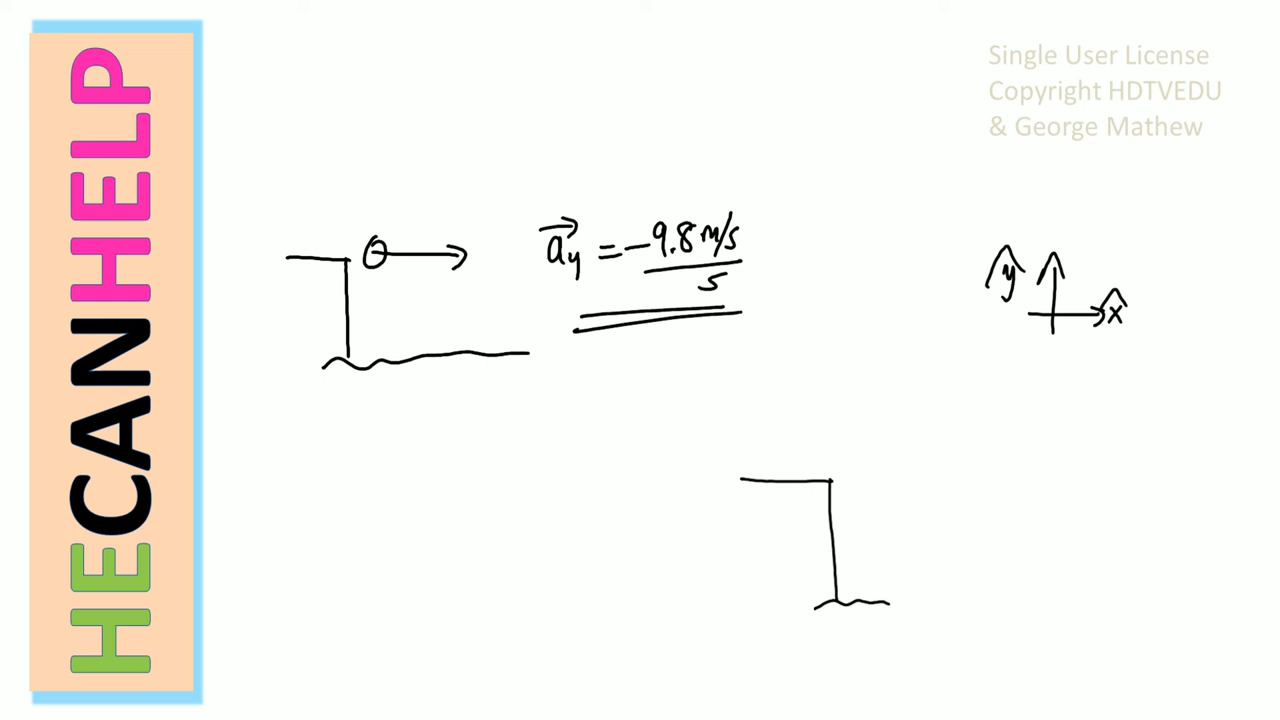 HECANHELP
Single User License
Copyright HDTVEDU
& George Mathew
a⃗y = -9.8 m/s
s
ŷ
x̂